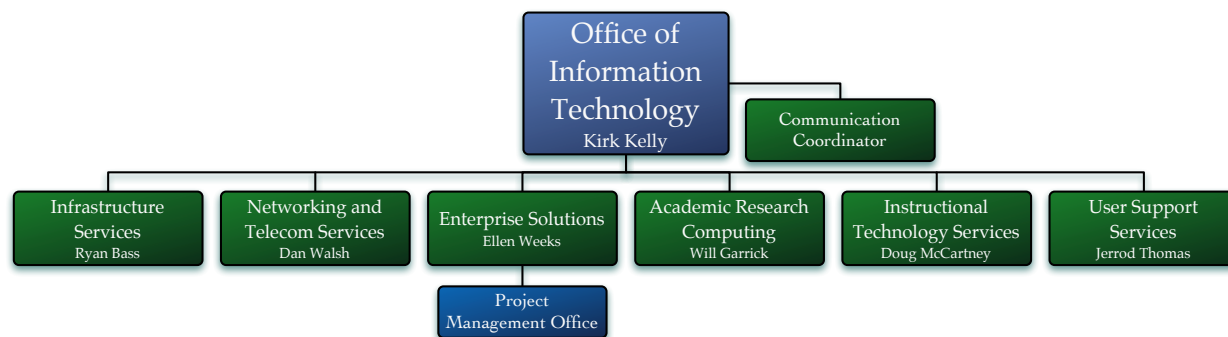 Office of
Information
Technology
Kirk Kelly
Communication
Coordinator
Infrastructure
Services
Ryan Bass
Networking and
Telecom Services
Dan Walsh
Enterprise Solutions
Ellen Weeks
Academic Research
Computing
Will Garrick
Instructional
Technology Services
Doug McCartney
User Support
Services
Jerrod Thomas
Project
Management Office